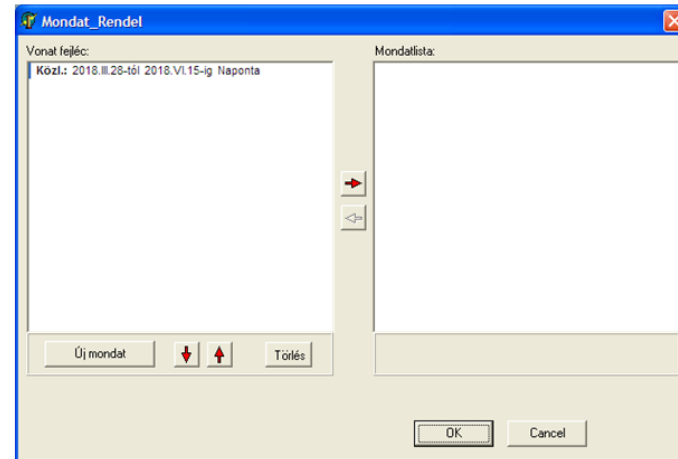 Mondat_Rendel
Vonat fejléc:
Mondatlista:
Közl.: 2018.III.28-tól 2018.VI.15-ig Naponta
Új mondat
Törlés
OK
Cancel